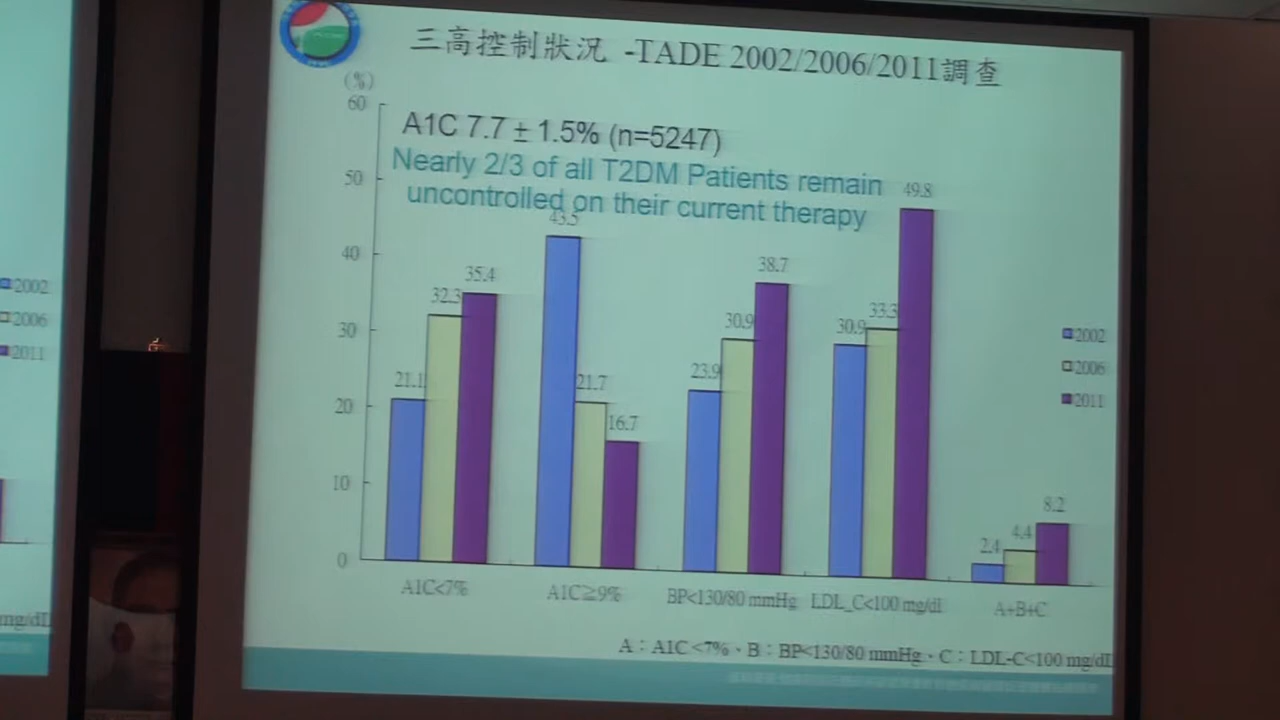 三高控制狀況 -TADE 2002/2006/2011調查
(%)
60
50
40
30
20
10
0
A1C 7.7 ± 1.5% (n=5247)
Nearly 2/3 of all T2DM Patients remain
uncontrolled on their current therapy
21.1
32.3
35.4
43.5
21.7
16.7
23.9
30.9
38.7
30.9
33.3
49.8
2.4
4.4
8.2
2002
2006
2011
A1C<7%
A1C≧9%
BP<130/80 mmHg
LDL_C<100 mg/dL
A+B+C
A：A1C<7%、B：BP<130/80 mmHg、C：LDL-C<100 mg/dL
2002
2006
2011
mg/dL